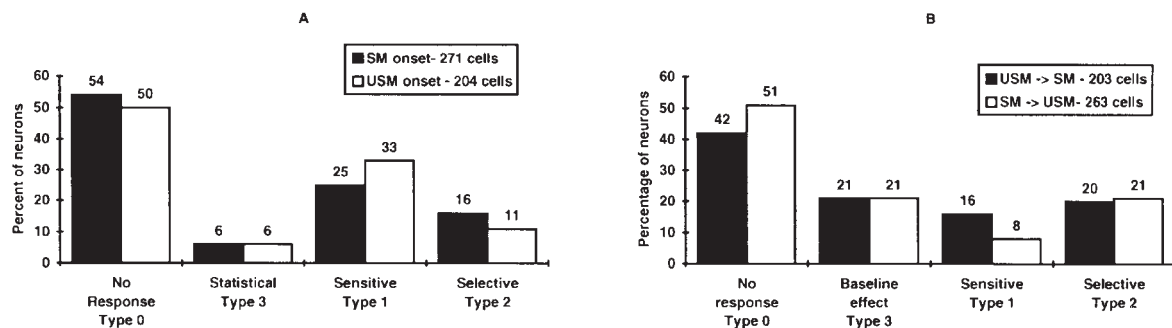 A
SM onset- 271 cells
USM onset - 204 cells
Percent of neurons
60
50
40
30
20
10
0
54
50
6
6
25
33
16
11
No
Response
Type 0
Statistical
Type 3
Sensitive
Type 1
Selective
Type 2
B
USM -> SM - 203 cells
SM -> USM- 263 cells
Percentage of neurons
60
50
40
30
20
10
0
42
51
21
21
16
8
20
21
No
response
Type 0
Baseline
effect
Type 3
Sensitive
Type 1
Selective
Type 2